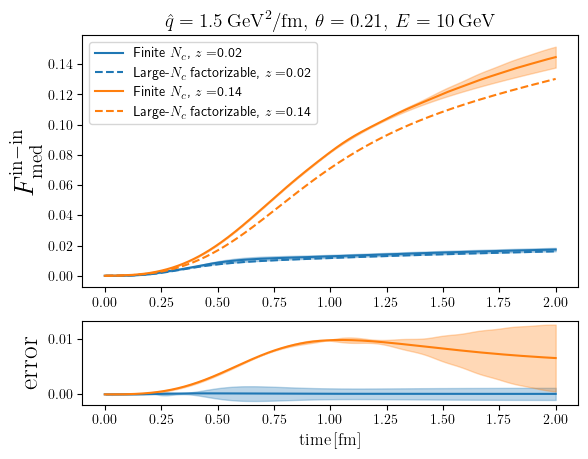 q̂ = 1.5 GeV²/fm, θ = 0.21, E = 10 GeV
Finite N_c, z =0.02
Large-N_c factorizable, z =0.02
Finite N_c, z =0.14
Large-N_c factorizable, z =0.14
F_med^in−in
0.14
0.12
0.10
0.08
0.06
0.04
0.02
0.00
0.00 0.25 0.50 0.75 1.00 1.25 1.50 1.75 2.00
error
0.01
0.00
0.00 0.25 0.50 0.75 1.00 1.25 1.50 1.75 2.00
time [fm]